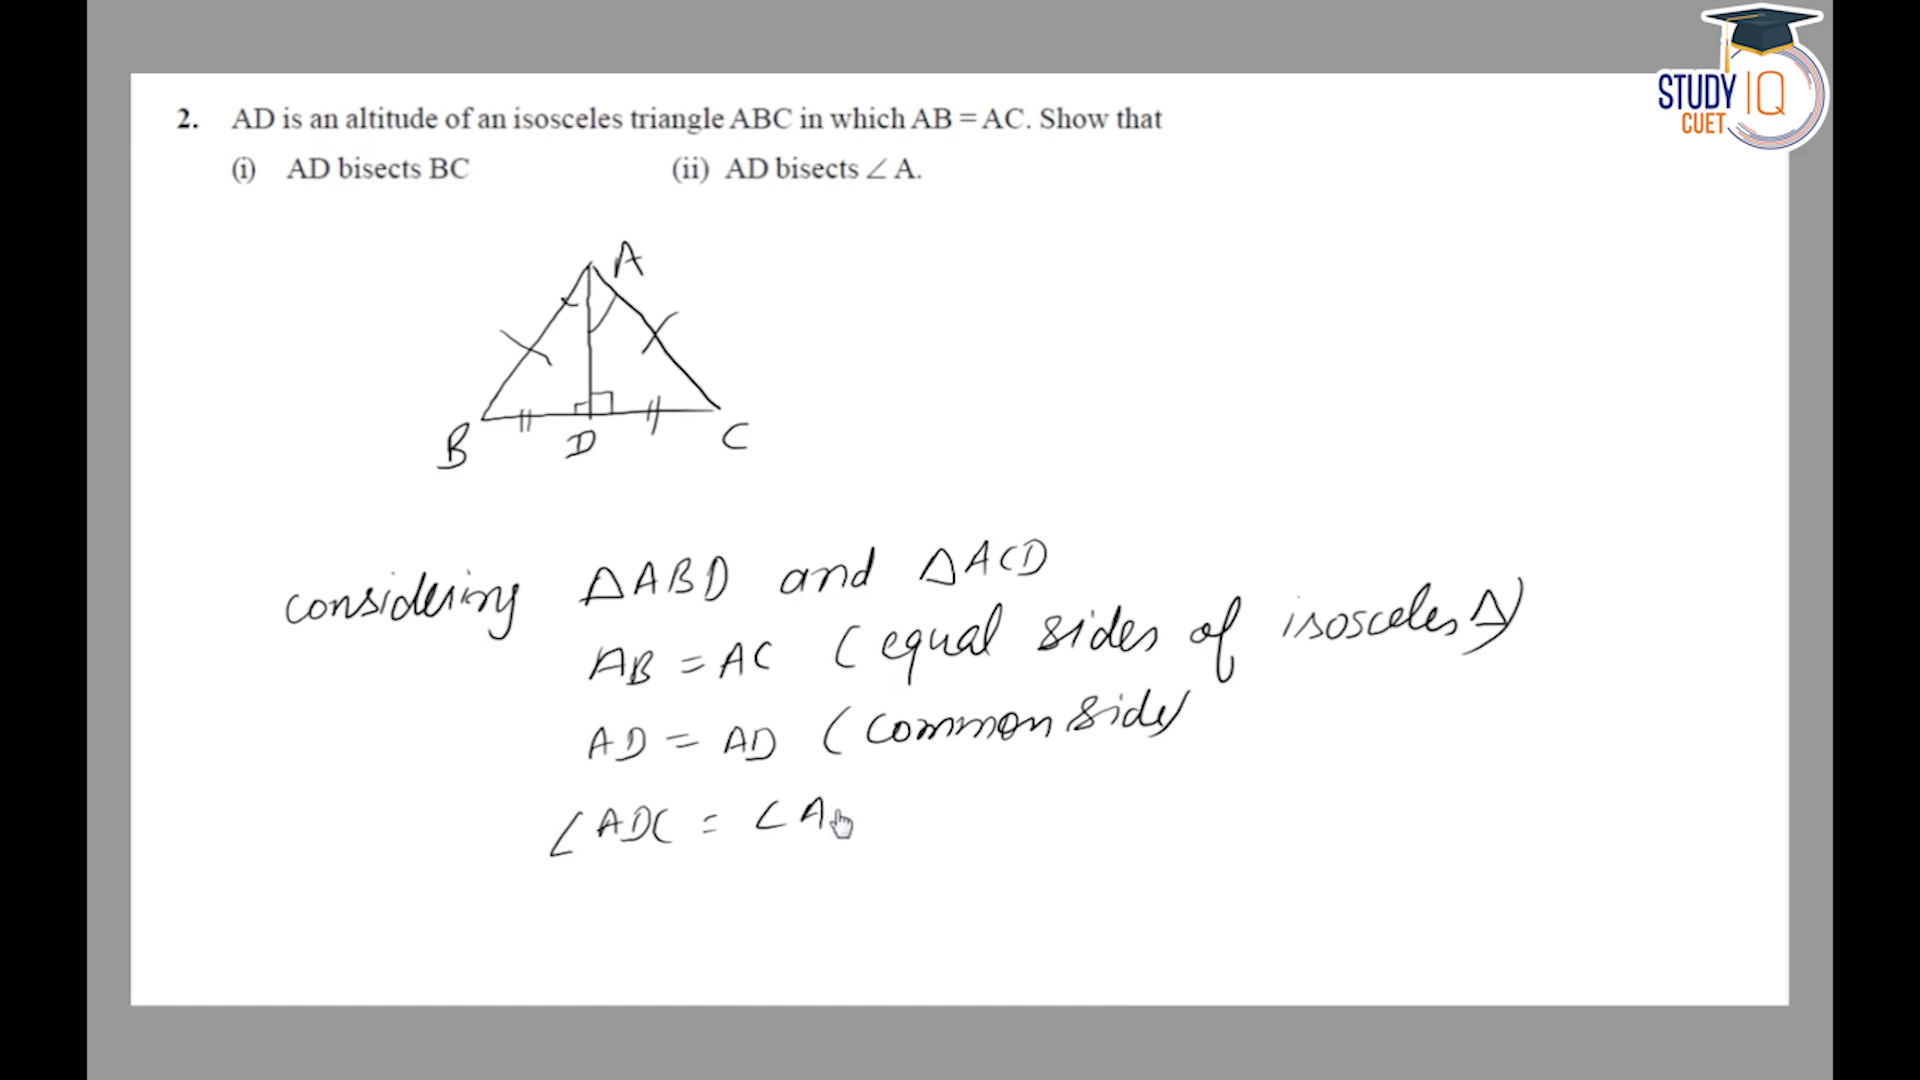 STUDY IQ
CUET
2. AD is an altitude of an isosceles triangle ABC in which AB = AC. Show that
(i) AD bisects BC (ii) AD bisects ∠ A.
A
B D C
considering △ABD and △ACD
AB = AC (equal sides of isosceles △)
AD = AD (common side)
∠ADC = ∠A